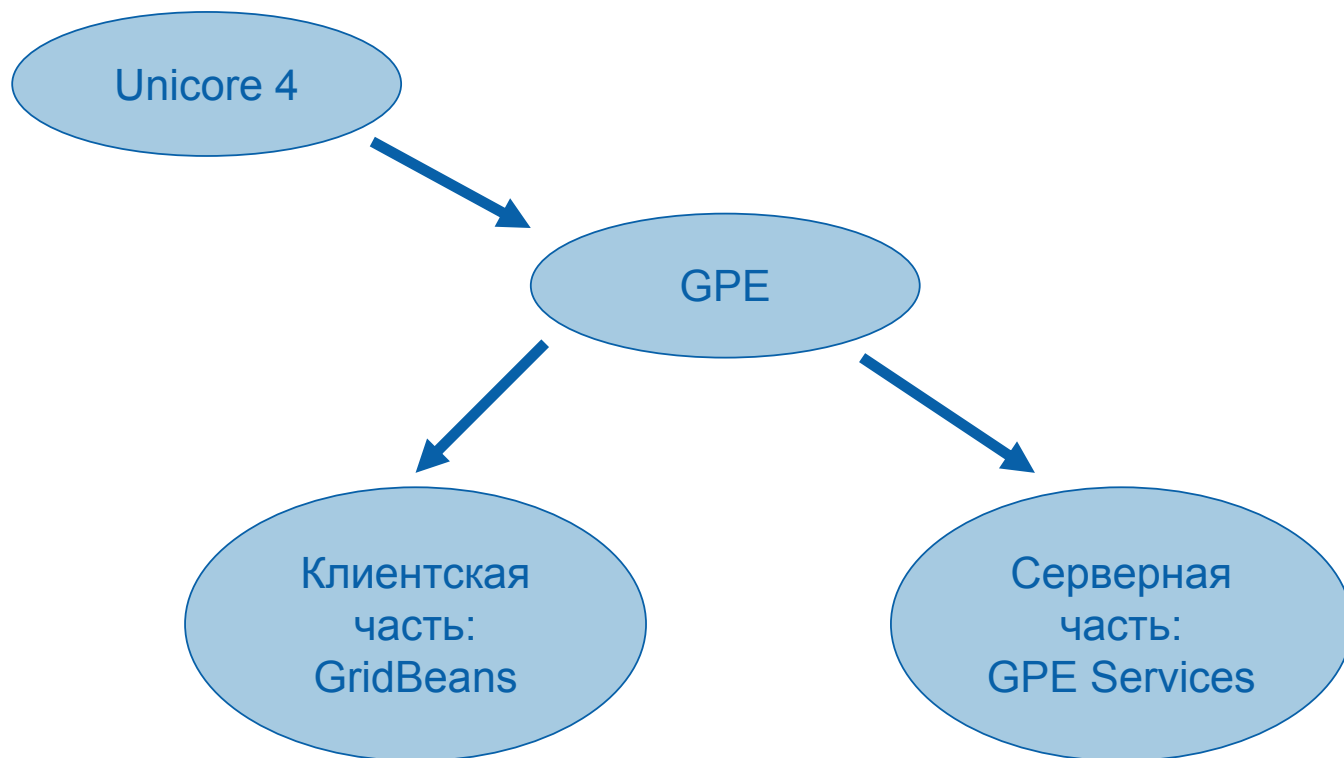 Unicore 4
GPE
Клиентская
часть:
GridBeans
Серверная
часть:
GPE Services